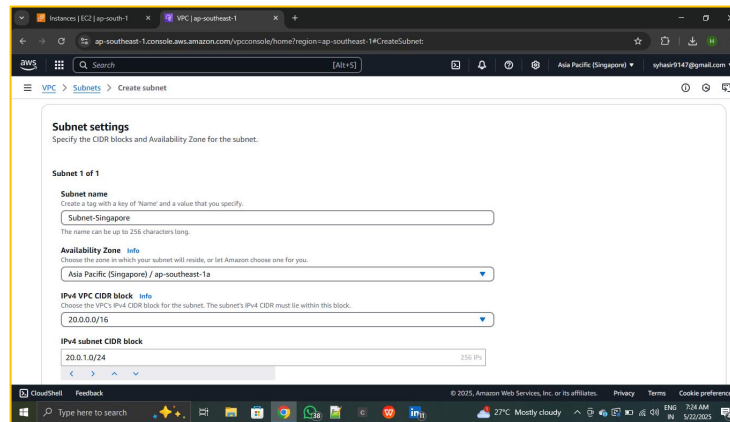 Instances | EC2 | ap-south-1
VPC | ap-southeast-1
ap-southeast-1.console.aws.amazon.com/vpcconsole/home?region=ap-southeast-1#CreateSubnet:
aws
Search [Alt+S]
Asia Pacific (Singapore) syhasir9147@gmail.com
VPC > Subnets > Create subnet
Subnet settings
Specify the CIDR blocks and Availability Zone for the subnet.
Subnet 1 of 1
Subnet name
Create a tag with a key of 'Name' and a value that you specify.
Subnet-Singapore
The name can be up to 256 characters long.
Availability Zone Info
Choose the zone in which your subnet will reside, or let Amazon choose one for you.
Asia Pacific (Singapore) / ap-southeast-1a
IPv4 VPC CIDR block Info
Choose the VPC's IPv4 CIDR block for the subnet. The subnet's IPv4 CIDR must lie within this block.
20.0.0.0/16
IPv4 subnet CIDR block
20.0.1.0/24 256 IPs
CloudShell Feedback © 2025, Amazon Web Services, Inc. or its affiliates. Privacy Terms Cookie preference
Type here to search 27°C Mostly cloudy ENG 7:24 AM
IN 5/22/2025